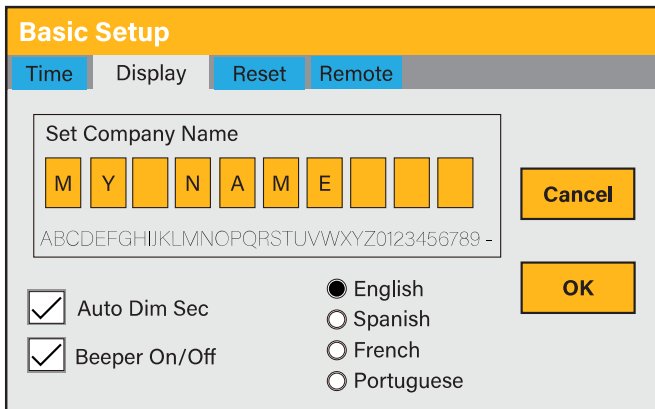 Basic Setup
Time Display Reset Remote
Set Company Name
M Y N A M E
ABCDEFGHIJKLMNOPQRSTUVWXYZ0123456789 -
Cancel
OK
Auto Dim Sec
Beeper On/Off
English
Spanish
French
Portuguese